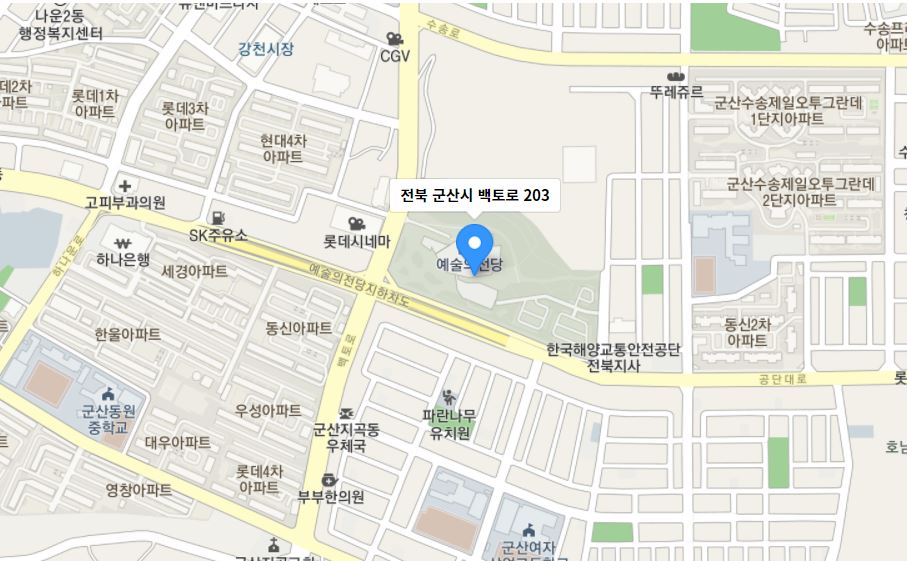 나운2동
행정복지센터
강천시장
CGV
수송로
뚜레쥬르
군산수송제일오투그란데
1단지아파트
롯데1차
아파트
롯데3차
아파트
현대4차
아파트
전북 군산시 백토로 203
군산수송제일오투그란데
2단지아파트
고피부과의원
SK주유소
롯데시네마
하나은행
하나운로
세경아파트
예술의전당
예술의전당지하차도
한울아파트
동신아파트
백토로
동신2차
아파트
한국해양교통안전공단
전북지사
공단대로
군산동원
중학교
우성아파트
대우아파트
군산지곡동
우체국
파란나무
유치원
롯데4차
아파트
영창아파트
부부한의원
군산여자